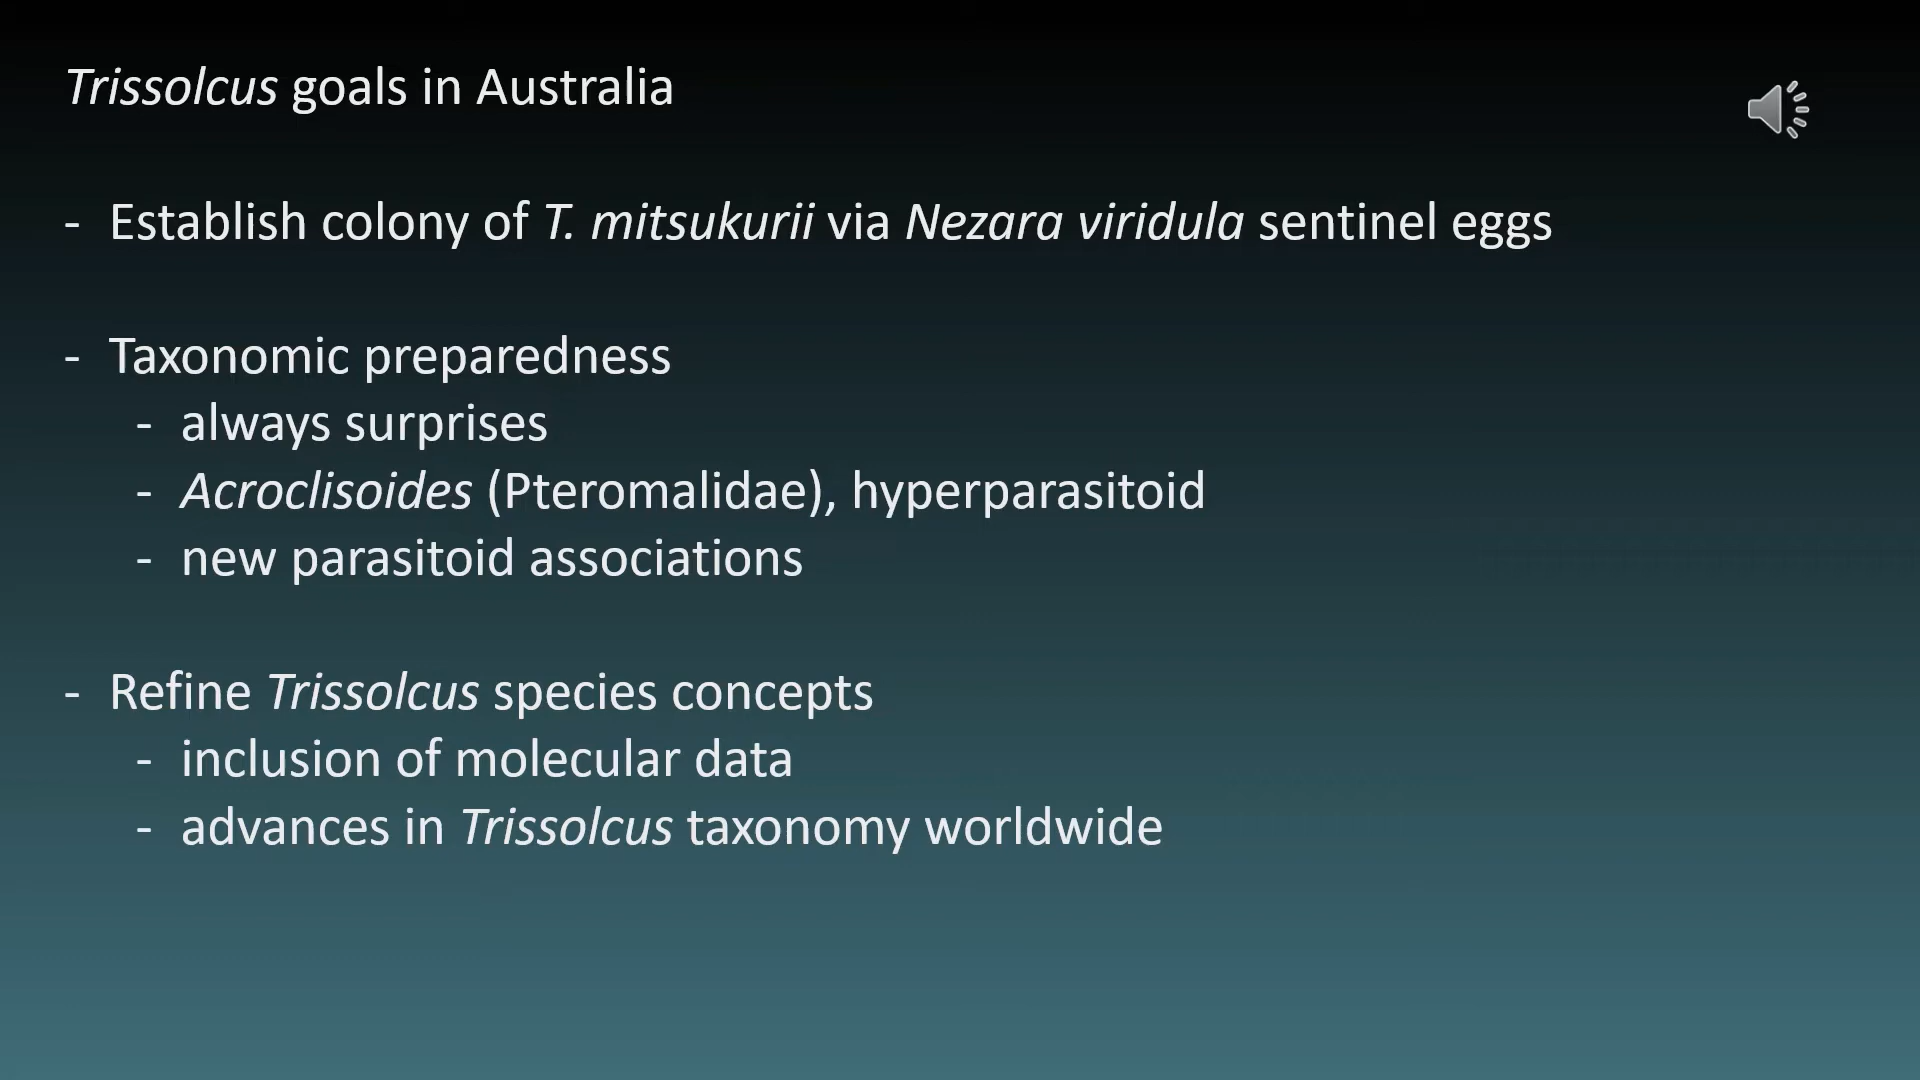 Trissolcus goals in Australia
- Establish colony of T. mitsukurii via Nezara viridula sentinel eggs
- Taxonomic preparedness
- always surprises
- Acroclisoides (Pteromalidae), hyperparasitoid
- new parasitoid associations
- Refine Trissolcus species concepts
- inclusion of molecular data
- advances in Trissolcus taxonomy worldwide